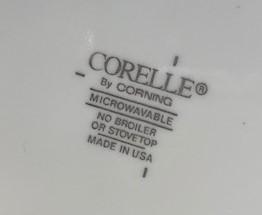 CORELLE®
By CORNING
MICROWAVABLE
NO BROILER
OR STOVETOP
MADE IN USA